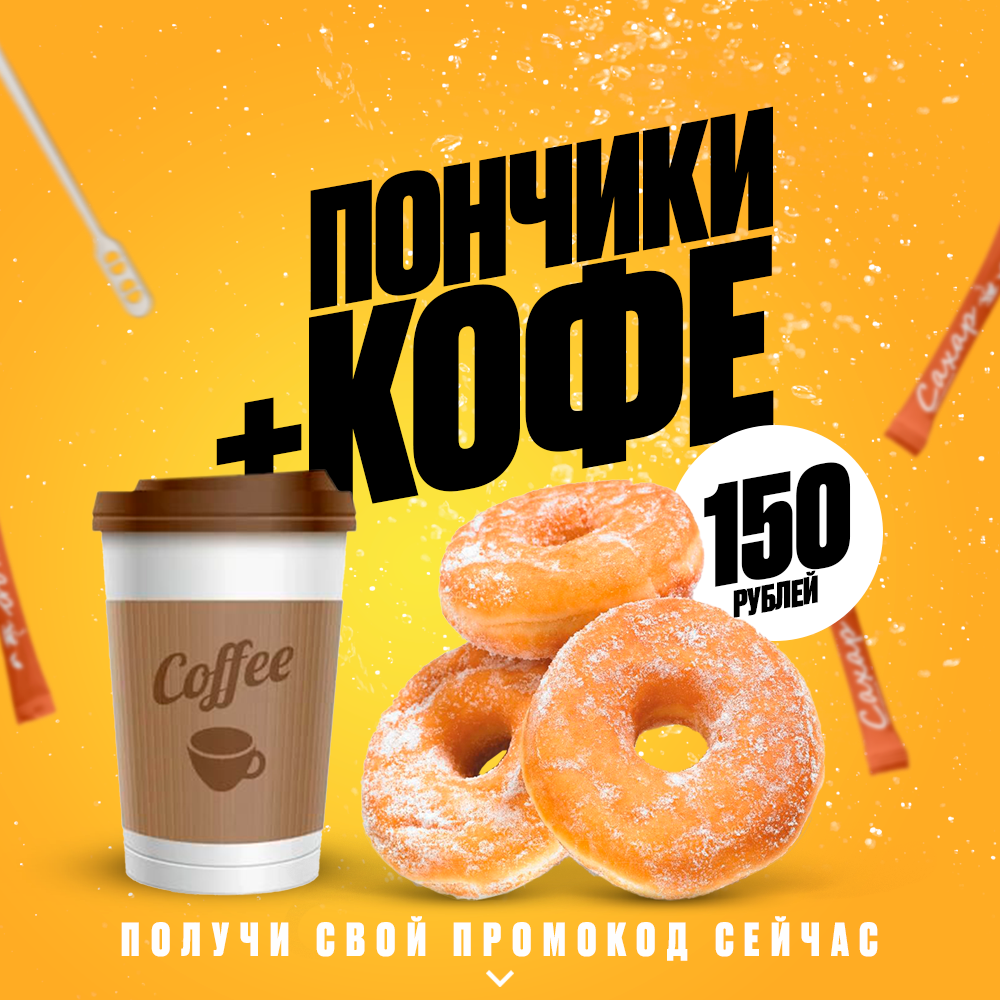 ПОНЧИКИ
+КОФЕ
150
РУБЛЕЙ
Coffee
Сахар
Сахар
ПОЛУЧИ СВОЙ ПРОМОКОД СЕЙЧАС